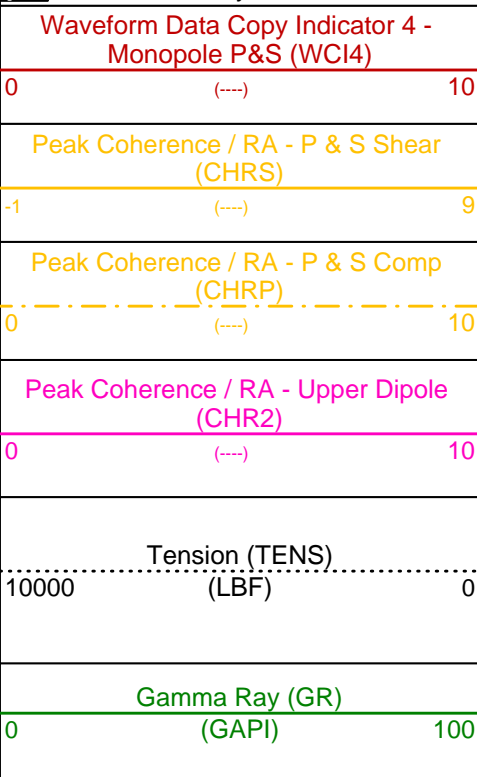 Waveform Data Copy Indicator 4 -
Monopole P&S (WCI4)
0 (----) 10
Peak Coherence / RA - P & S Shear
(CHRS)
-1 (----) 9
Peak Coherence / RA - P & S Comp
(CHRP)
0 (----) 10
Peak Coherence / RA - Upper Dipole
(CHR2)
0 (----) 10
Tension (TENS)
10000 (LBF) 0
Gamma Ray (GR)
0 (GAPI) 100